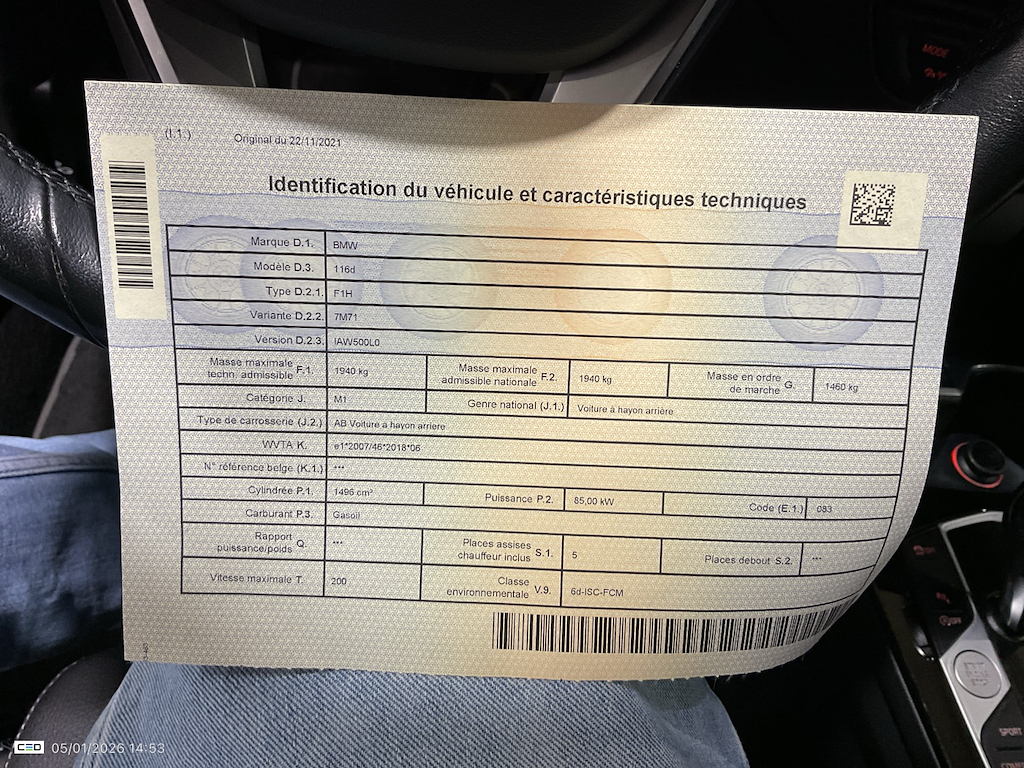 MODE
(I.1.) Original du 22/11/2021
Identification du véhicule et caractéristiques techniques
Marque D.1. BMW
Modèle D.3. 116d
Type D.2.1. F1H
Variante D.2.2. 7M71
Version D.2.3. IAW500L0
Masse maximale techn. admissible F.1. 1940 kg Masse maximale admissible nationale F.2. 1940 kg Masse en ordre de marche G. 1460 kg
Catégorie J. M1 Genre national (J.1.) Voiture à hayon arrière
Type de carrosserie (J.2.) AB Voiture à hayon arriere
WVTA K. e1*2007/46*2018*06
N° référence belge (K.1.) ***
Cylindrée P.1. 1496 cm³ Puissance P.2. 85,00 kW Code (E.1.) 083
Carburant P.3. Gasoil
Rapport puissance/poids Q. *** Places assises chauffeur inclus S.1. 5 Places debout S.2. ***
Vitesse maximale T. 200 Classe environnementale V.9. 6d-ISC-FCM
SPORT
CEO 05/01/2026 14:53